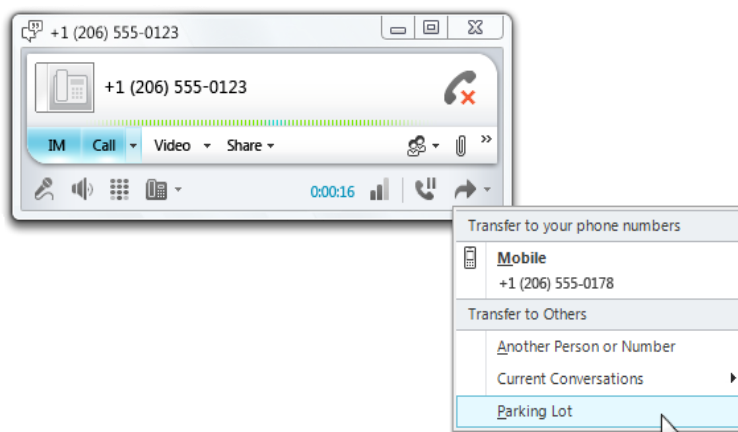 +1 (206) 555-0123
+1 (206) 555-0123
IM Call Video Share
0:00:16
Transfer to your phone numbers
Mobile
+1 (206) 555-0178
Transfer to Others
Another Person or Number
Current Conversations
Parking Lot